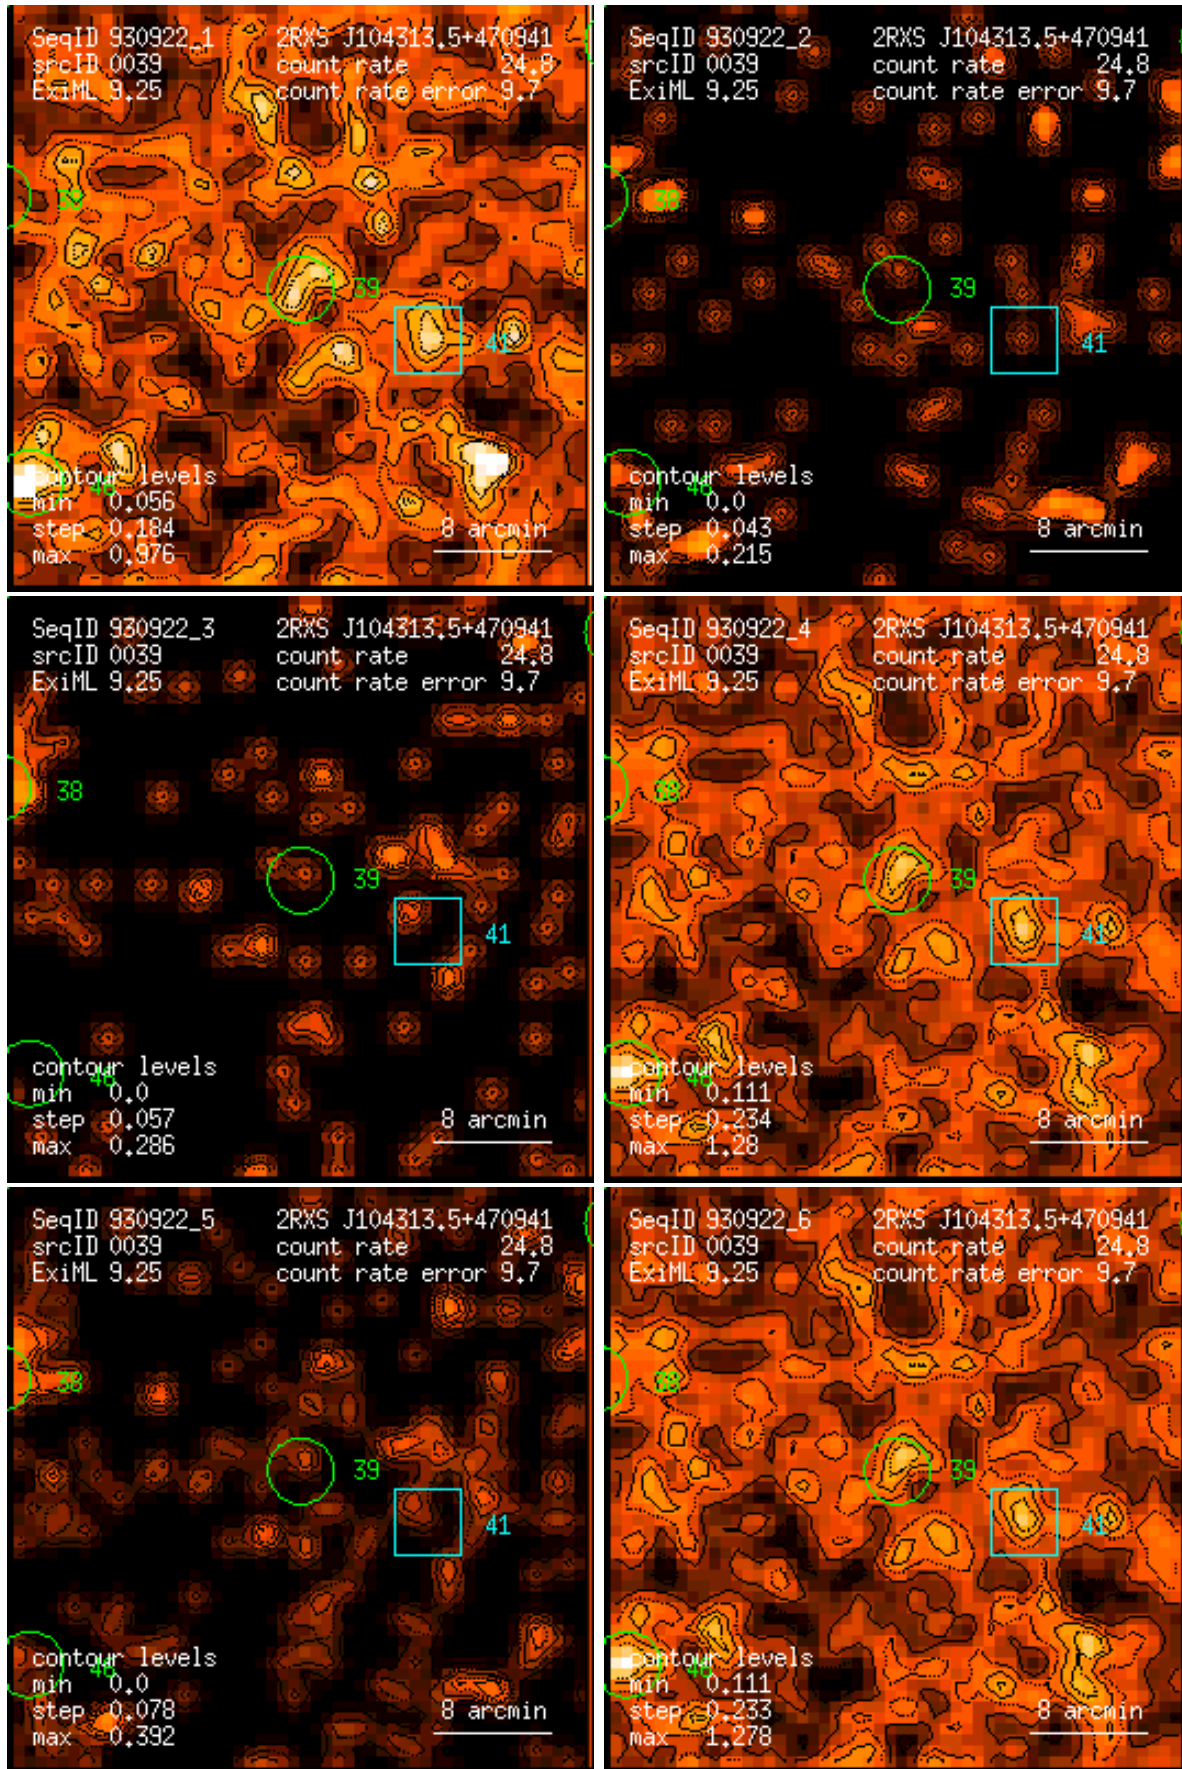 SeqID 930922_1 2RXS J104313.5+470941
srcID 0039 count rate 24.8
ExiML 9.25 count rate error 9.7
39
39
41
contour levels
46
min 0.056
step 0.184 8 arcmin
max 0.976
SeqID 930922_2 2RXS J104313.5+470941
srcID 0039 count rate 24.8
ExiML 9.25 count rate error 9.7
38
39
41
contour levels
46
min 0.0
step 0.043 8 arcmin
max 0.215
SeqID 930922_3 2RXS J104313.5+470941
srcID 0039 count rate 24.8
ExiML 9.25 count rate error 9.7
38
39
41
contour levels
46
min 0.0
step 0.057 8 arcmin
max 0.286
SeqID 930922_4 2RXS J104313.5+470941
srcID 0039 count rate 24.8
ExiML 9.25 count rate error 9.7
38
39
41
contour levels
46
min 0.111
step 0.234 8 arcmin
max 1.28
SeqID 930922_5 2RXS J104313.5+470941
srcID 0039 count rate 24.8
ExiML 9.25 count rate error 9.7
38
39
41
contour levels
46
min 0.0
step 0.078 8 arcmin
max 0.392
SeqID 930922_6 2RXS J104313.5+470941
srcID 0039 count rate 24.8
ExiML 9.25 count rate error 9.7
38
39
41
contour levels
46
min 0.111
step 0.233 8 arcmin
max 1.278